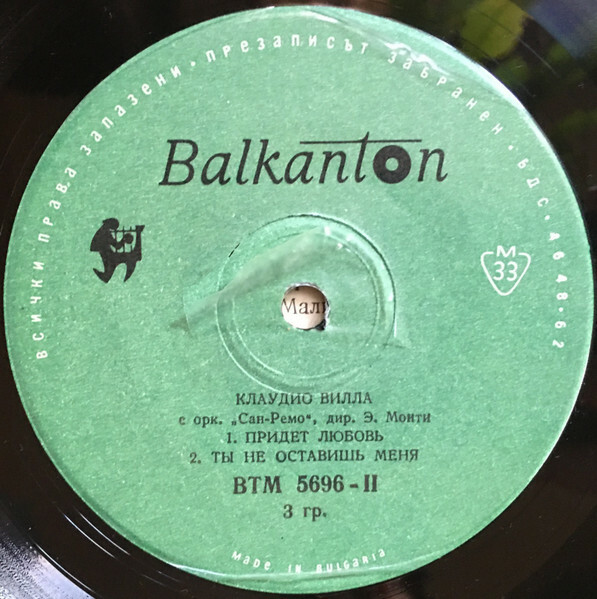 ВСИЧКИ ПРАВА ЗАПАЗЕНИ • ПРЕЗАПИСЪТ ЗАБРАНЕН • БДС • 4648-62
Balkanton
M
33
Мал
КЛАУДИО ВИЛЛА
с орк. „Сан-Ремо“, дир. Э. Монти
1. ПРИДЕТ ЛЮБОВЬ
2. ТЫ НЕ ОСТАВИШЬ МЕНЯ
ВТМ 5696 - II
3 гр.
MADE IN BULGARIA